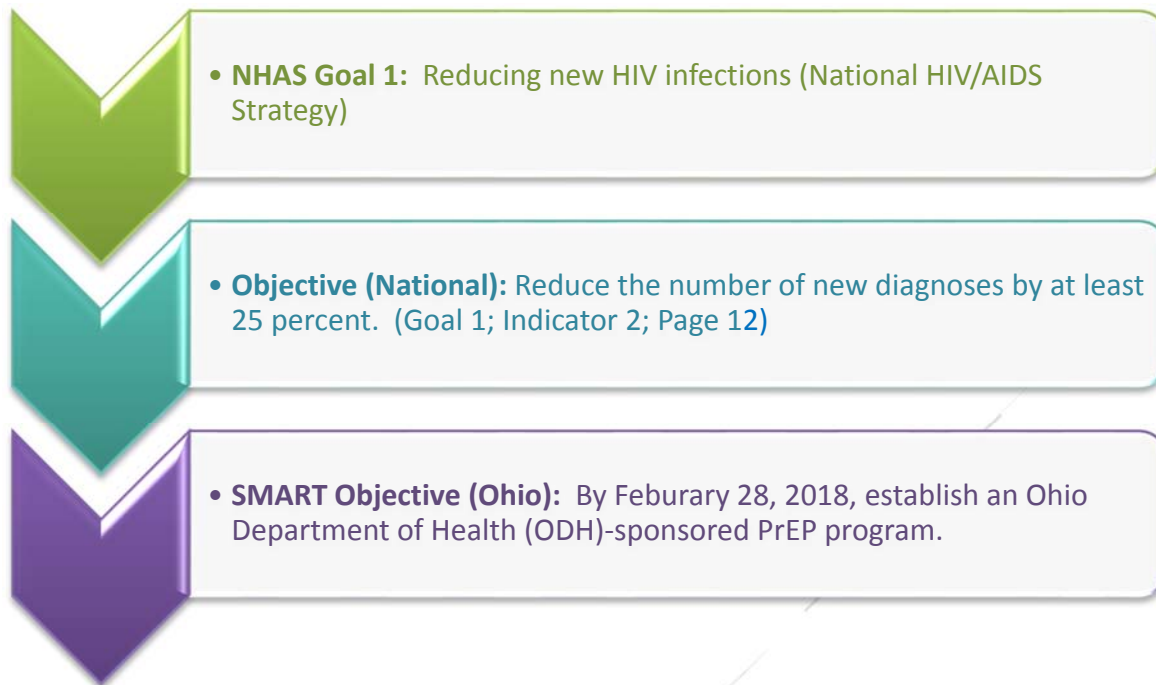 • NHAS Goal 1: Reducing new HIV infections (National HIV/AIDS
Strategy)
• Objective (National): Reduce the number of new diagnoses by at least
25 percent. (Goal 1; Indicator 2; Page 12)
• SMART Objective (Ohio): By Feburary 28, 2018, establish an Ohio
Department of Health (ODH)-sponsored PrEP program.